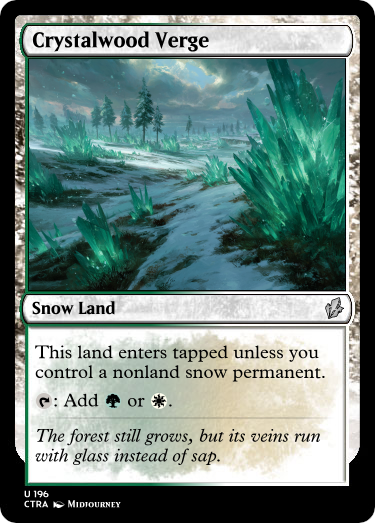 Crystalwood Verge
Snow Land
This land enters tapped unless you
control a nonland snow permanent.
: Add or .
The forest still grows, but its veins run
with glass instead of sap.
U 196
CTRA Midjourney